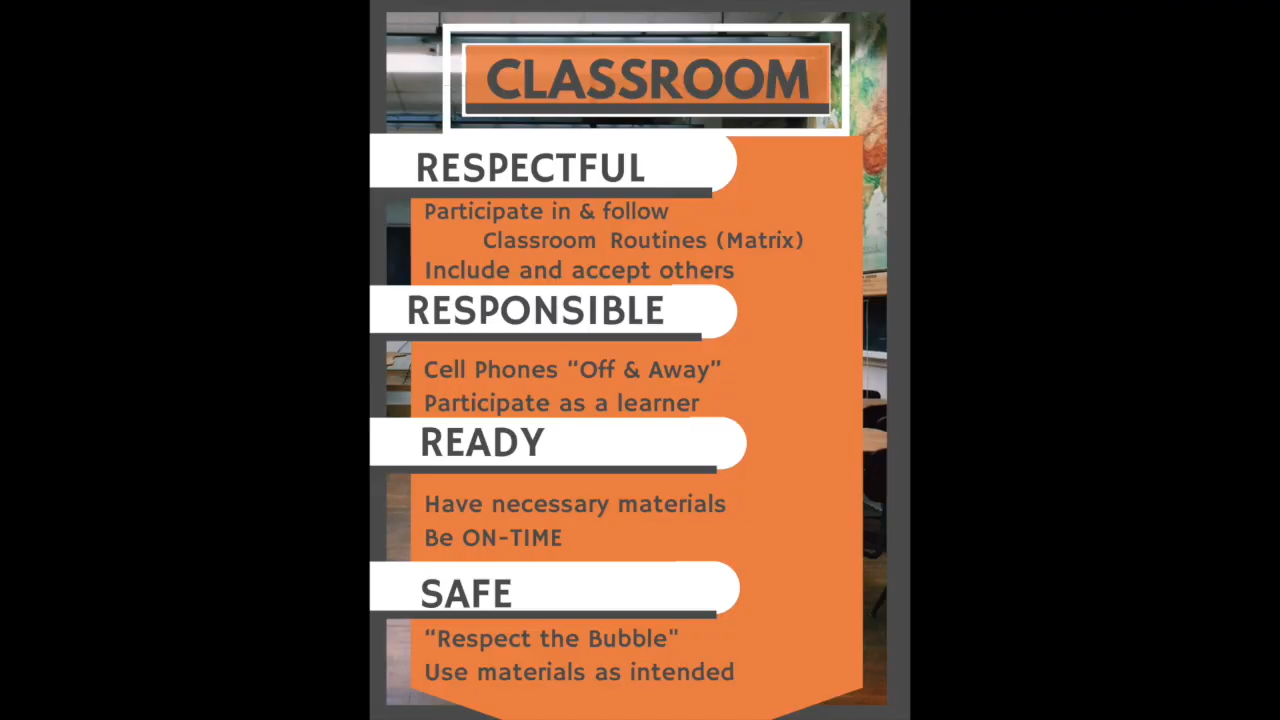 CLASSROOM
RESPECTFUL
Participate in & follow
Classroom Routines (Matrix)
Include and accept others
RESPONSIBLE
Cell Phones "Off & Away"
Participate as a learner
READY
Have necessary materials
Be ON-TIME
SAFE
"Respect the Bubble"
Use materials as intended